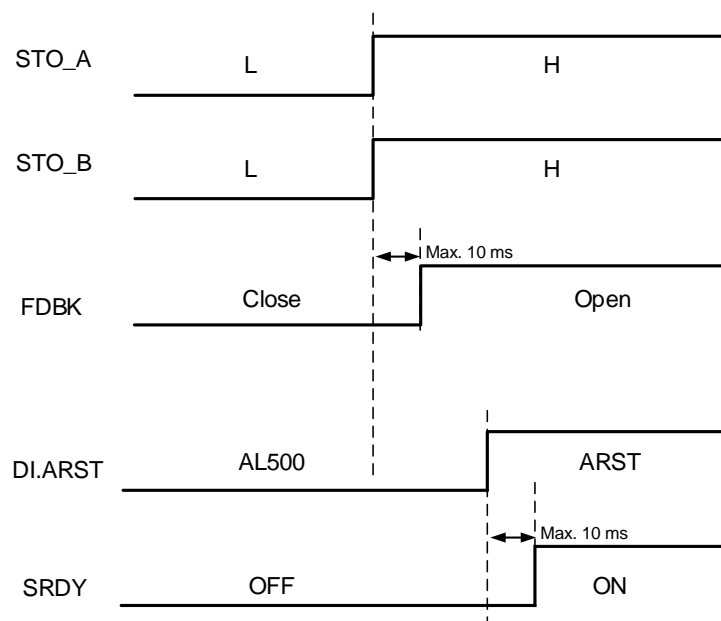 STO_A L H
STO_B L H
Max. 10 ms
FDBK Close Open
DI.ARST AL500 ARST
Max. 10 ms
SRDY OFF ON